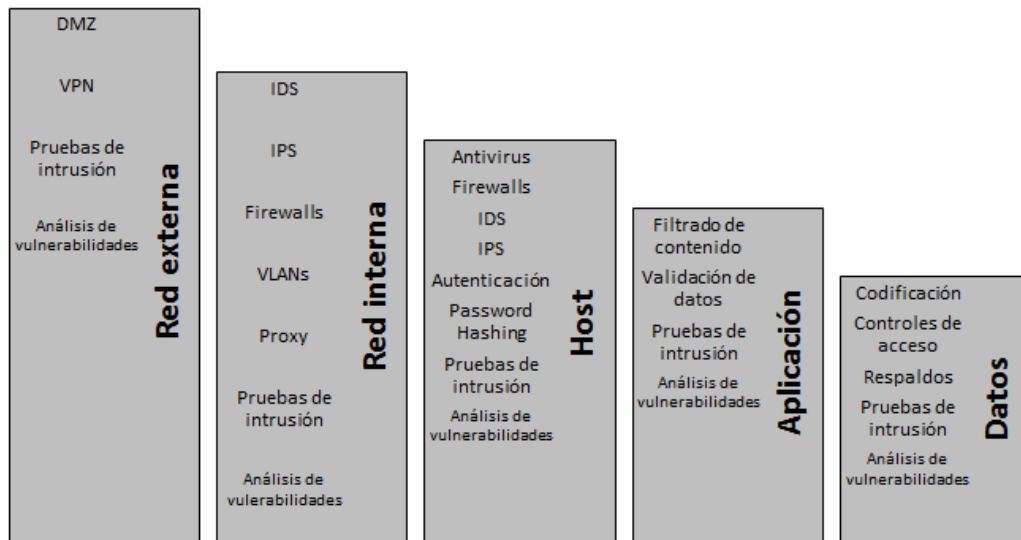 DMZ
VPN
Pruebas de
intrusión
Análisis de
vulnerabilidades
Red externa
IDS
IPS
Firewalls
VLANs
Proxy
Pruebas de
intrusión
Análisis de
vulerabilidades
Red interna
Antivirus
Firewalls
IDS
IPS
Autenticación
Password
Hashing
Pruebas de
intrusión
Análisis de
vulnerabilidades
Host
Filtrado de
contenido
Validación de
datos
Pruebas de
intrusión
Análisis de
vulnerabilidades
Aplicación
Codificación
Controles de
acceso
Respaldos
Pruebas de
intrusión
Análisis de
vulnerabilidades
Datos